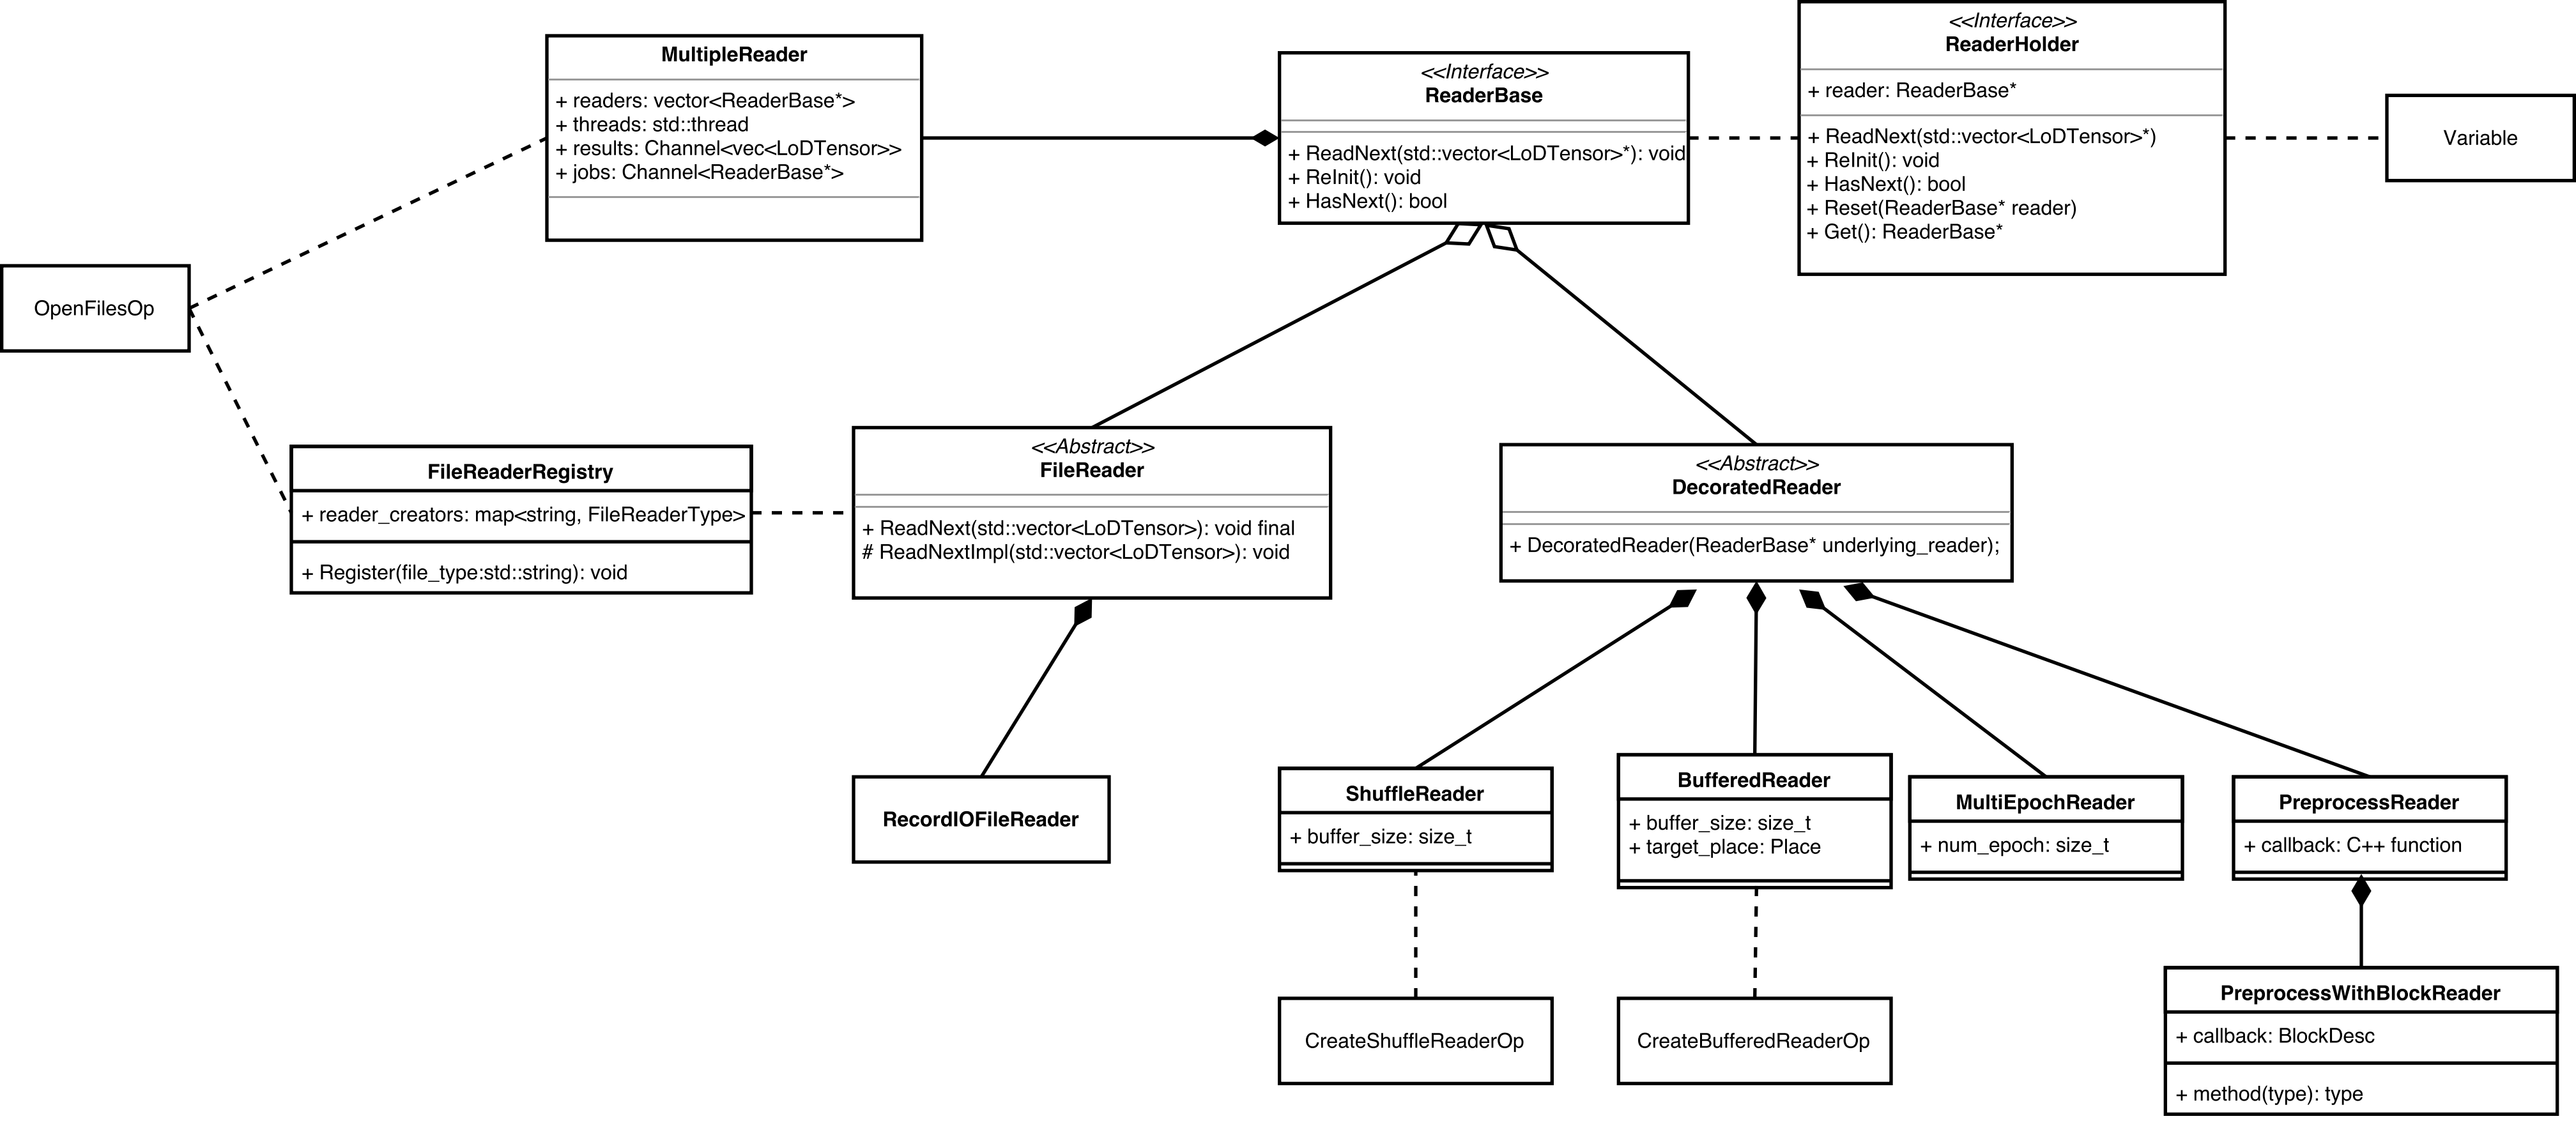 MultipleReader
+ readers: vector<ReaderBase*>
+ threads: std::thread
+ results: Channel<vec<LoDTensor>>
+ jobs: Channel<ReaderBase*>
<<Interface>>
ReaderBase
+ ReadNext(std::vector<LoDTensor>*): void
+ ReInit(): void
+ HasNext(): bool
<<Interface>>
ReaderHolder
+ reader: ReaderBase*
+ ReadNext(std::vector<LoDTensor>*)
+ ReInit(): void
+ HasNext(): bool
+ Reset(ReaderBase* reader)
+ Get(): ReaderBase*
Variable
OpenFilesOp
FileReaderRegistry
+ reader_creators: map<string, FileReaderType>
+ Register(file_type:std::string): void
<<Abstract>>
FileReader
+ ReadNext(std::vector<LoDTensor>): void final
# ReadNextImpl(std::vector<LoDTensor>): void
<<Abstract>>
DecoratedReader
+ DecoratedReader(ReaderBase* underlying_reader);
RecordIOFileReader
ShuffleReader
+ buffer_size: size_t
BufferedReader
+ buffer_size: size_t
+ target_place: Place
MultiEpochReader
+ num_epoch: size_t
PreprocessReader
+ callback: C++ function
CreateShuffleReaderOp
CreateBufferedReaderOp
PreprocessWithBlockReader
+ callback: BlockDesc
+ method(type): type